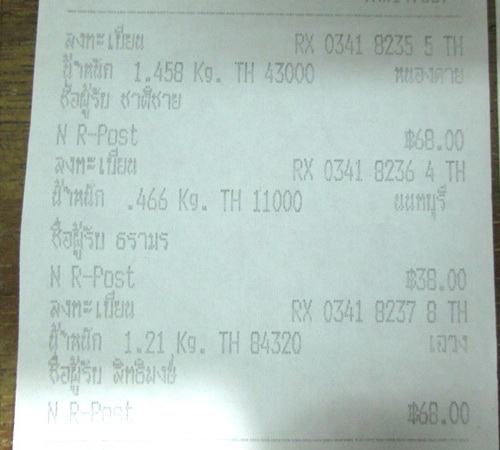 ลงทะเบียน RX 0341 8235 5 TH
น้ำหนัก 1.458 Kg. TH 43000 หนองคาย
ชื่อผู้รับ ชาติชาย
N R-Post ฿68.00
ลงทะเบียน RX 0341 8236 4 TH
น้ำหนัก .466 Kg. TH 11000 นนทบุรี
ชื่อผู้รับ ธรามร
N R-Post ฿38.00
ลงทะเบียน RX 0341 8237 8 TH
น้ำหนัก 1.21 Kg. TH 84320 เฉวง
ชื่อผู้รับ สิทธิพงษ์
N R-Post ฿68.00